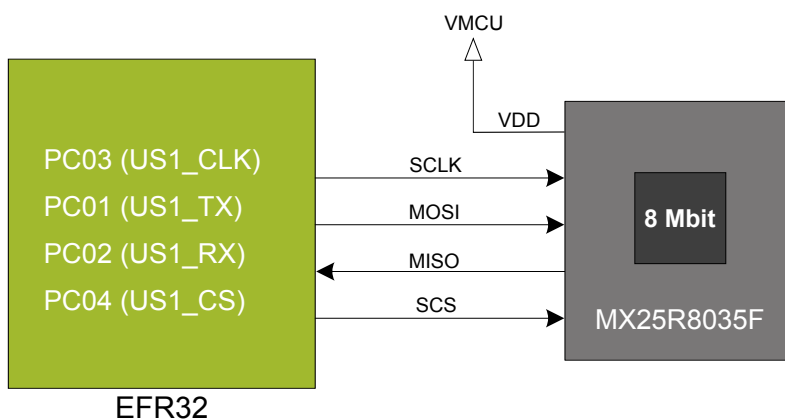 VMCU
VDD
PC03 (US1_CLK)
SCLK
PC01 (US1_TX)
MOSI
8 Mbit
PC02 (US1_RX)
MISO
PC04 (US1_CS)
SCS
MX25R8035F
EFR32